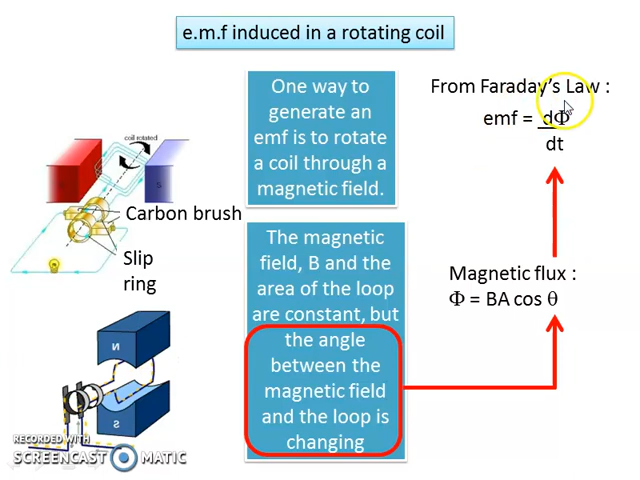 e.m.f induced in a rotating coil
One way to
generate an
emf is to rotate
a coil through
a magnetic field.
From Faraday's Law :
emf = dΦ
dt
coil rotated
S
Carbon brush
Slip
ring
The magnetic
field, B and the
area of the loop
are constant, but
the angle
between the
magnetic field
and the loop is
changing
Magnetic flux :
Φ = BA cos θ
N
S
RECORDED WITH
SCREENCAST MATIC